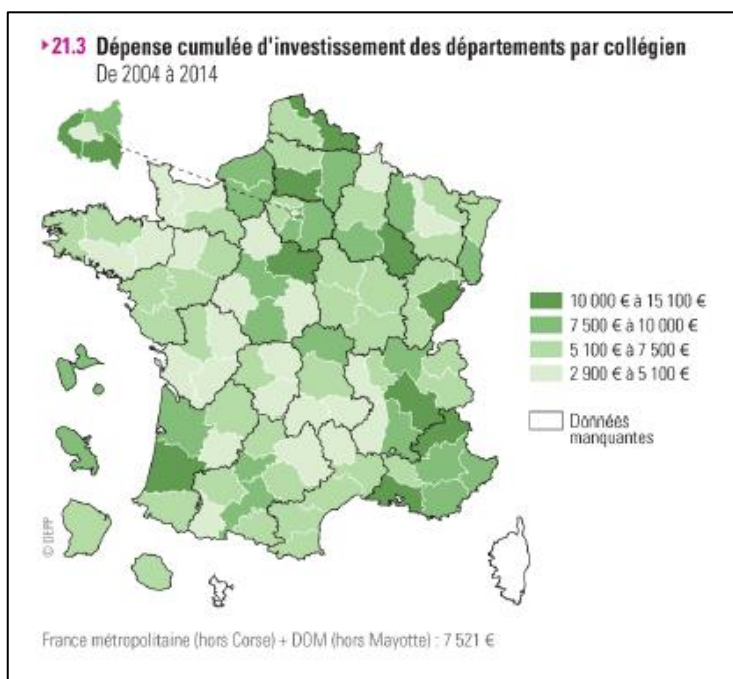 ▸21.3 Dépense cumulée d'investissement des départements par collégien
De 2004 à 2014
10 000 € à 15 100 €
7 500 € à 10 000 €
5 100 € à 7 500 €
2 900 € à 5 100 €
Données
manquantes
© DEPP
France métropolitaine (hors Corse) + DOM (hors Mayotte) : 7 521 €